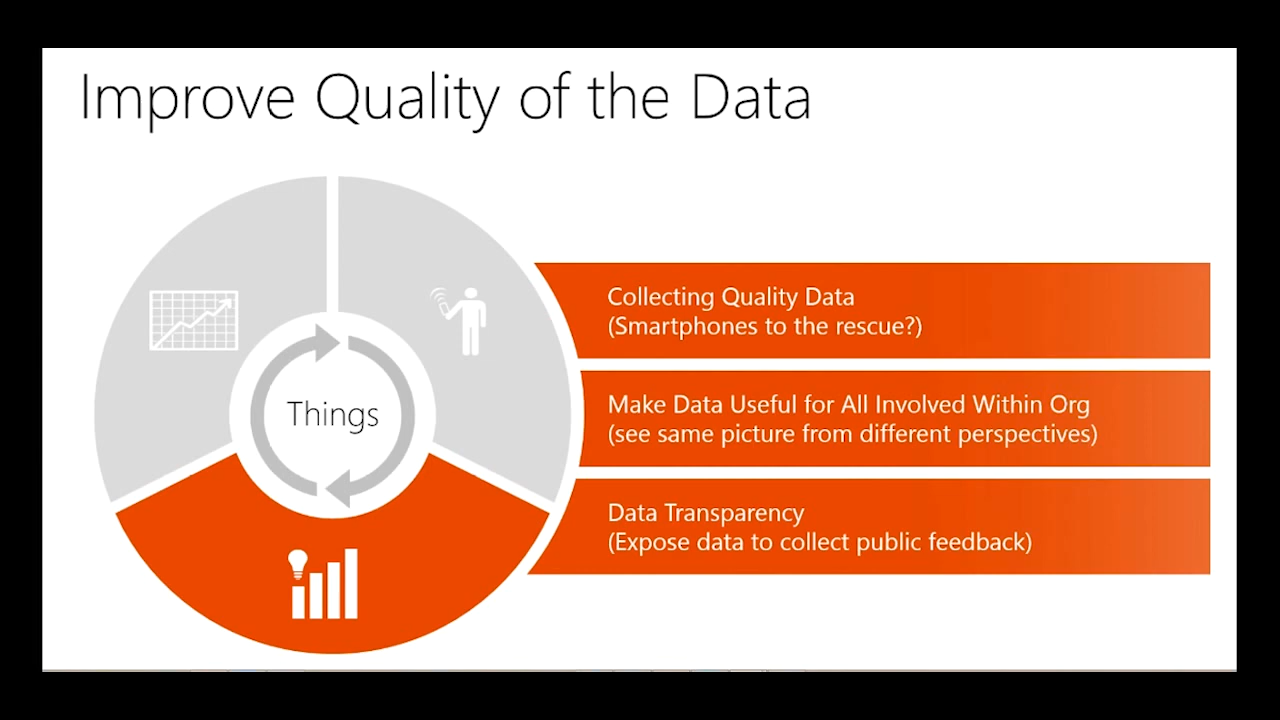 Improve Quality of the Data
Things
Collecting Quality Data
(Smartphones to the rescue?)
Make Data Useful for All Involved Within Org
(see same picture from different perspectives)
Data Transparency
(Expose data to collect public feedback)